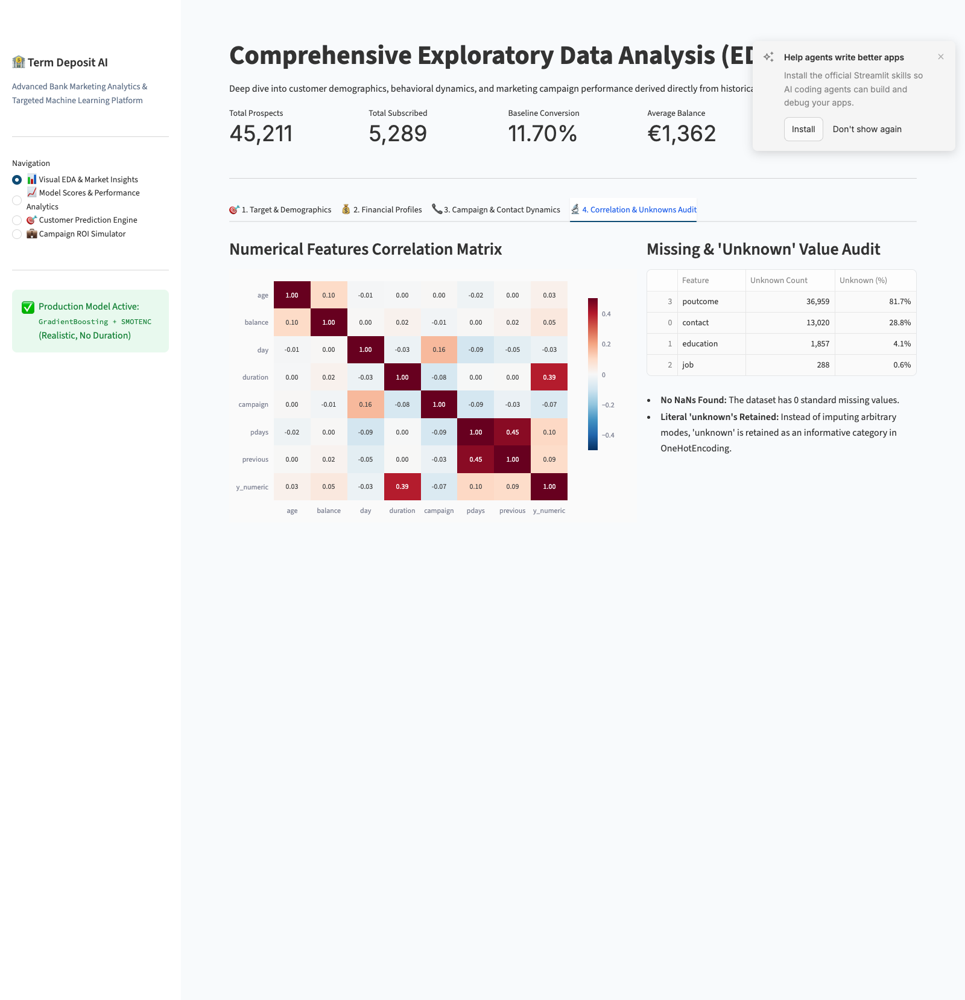 Term Deposit AI
Advanced Bank Marketing Analytics &
Targeted Machine Learning Platform
Navigation
Visual EDA & Market Insights
Model Scores & Performance
Analytics
Customer Prediction Engine
Campaign ROI Simulator
Production Model Active:
GradientBoosting + SMOTENC
(Realistic, No Duration)
Comprehensive Exploratory Data Analysis (ED
Deep dive into customer demographics, behavioral dynamics, and marketing campaign performance derived directly from historica
Total Prospects
45,211
Total Subscribed
5,289
Baseline Conversion
11.70%
Average Balance
€1,362
Help agents write better apps
Install the official Streamlit skills so
AI coding agents can build and
debug your apps.
Install Don't show again
1. Target & Demographics 2. Financial Profiles 3. Campaign & Contact Dynamics 4. Correlation & Unknowns Audit
Numerical Features Correlation Matrix
age 1.00 0.10 -0.01 0.00 0.00 -0.02 0.00 0.03
balance 0.10 1.00 0.00 0.02 -0.01 0.00 0.02 0.05
day -0.01 0.00 1.00 -0.03 0.16 -0.09 -0.05 -0.03
duration 0.00 0.02 -0.03 1.00 -0.08 0.00 0.00 0.39
campaign 0.00 -0.01 0.16 -0.08 1.00 -0.09 -0.03 -0.07
pdays -0.02 0.00 -0.09 0.00 -0.09 1.00 0.45 0.10
previous 0.00 0.02 -0.05 0.00 -0.03 0.45 1.00 0.09
y_numeric 0.03 0.05 -0.03 0.39 -0.07 0.10 0.09 1.00
age balance day duration campaign pdays previous y_numeric
0.4
0.2
0
−0.2
−0.4
Missing & 'Unknown' Value Audit
Feature Unknown Count Unknown (%)
3 poutcome 36,959 81.7%
0 contact 13,020 28.8%
1 education 1,857 4.1%
2 job 288 0.6%
• No NaNs Found: The dataset has 0 standard missing values.
• Literal 'unknown's Retained: Instead of imputing arbitrary
modes, 'unknown' is retained as an informative category in
OneHotEncoding.